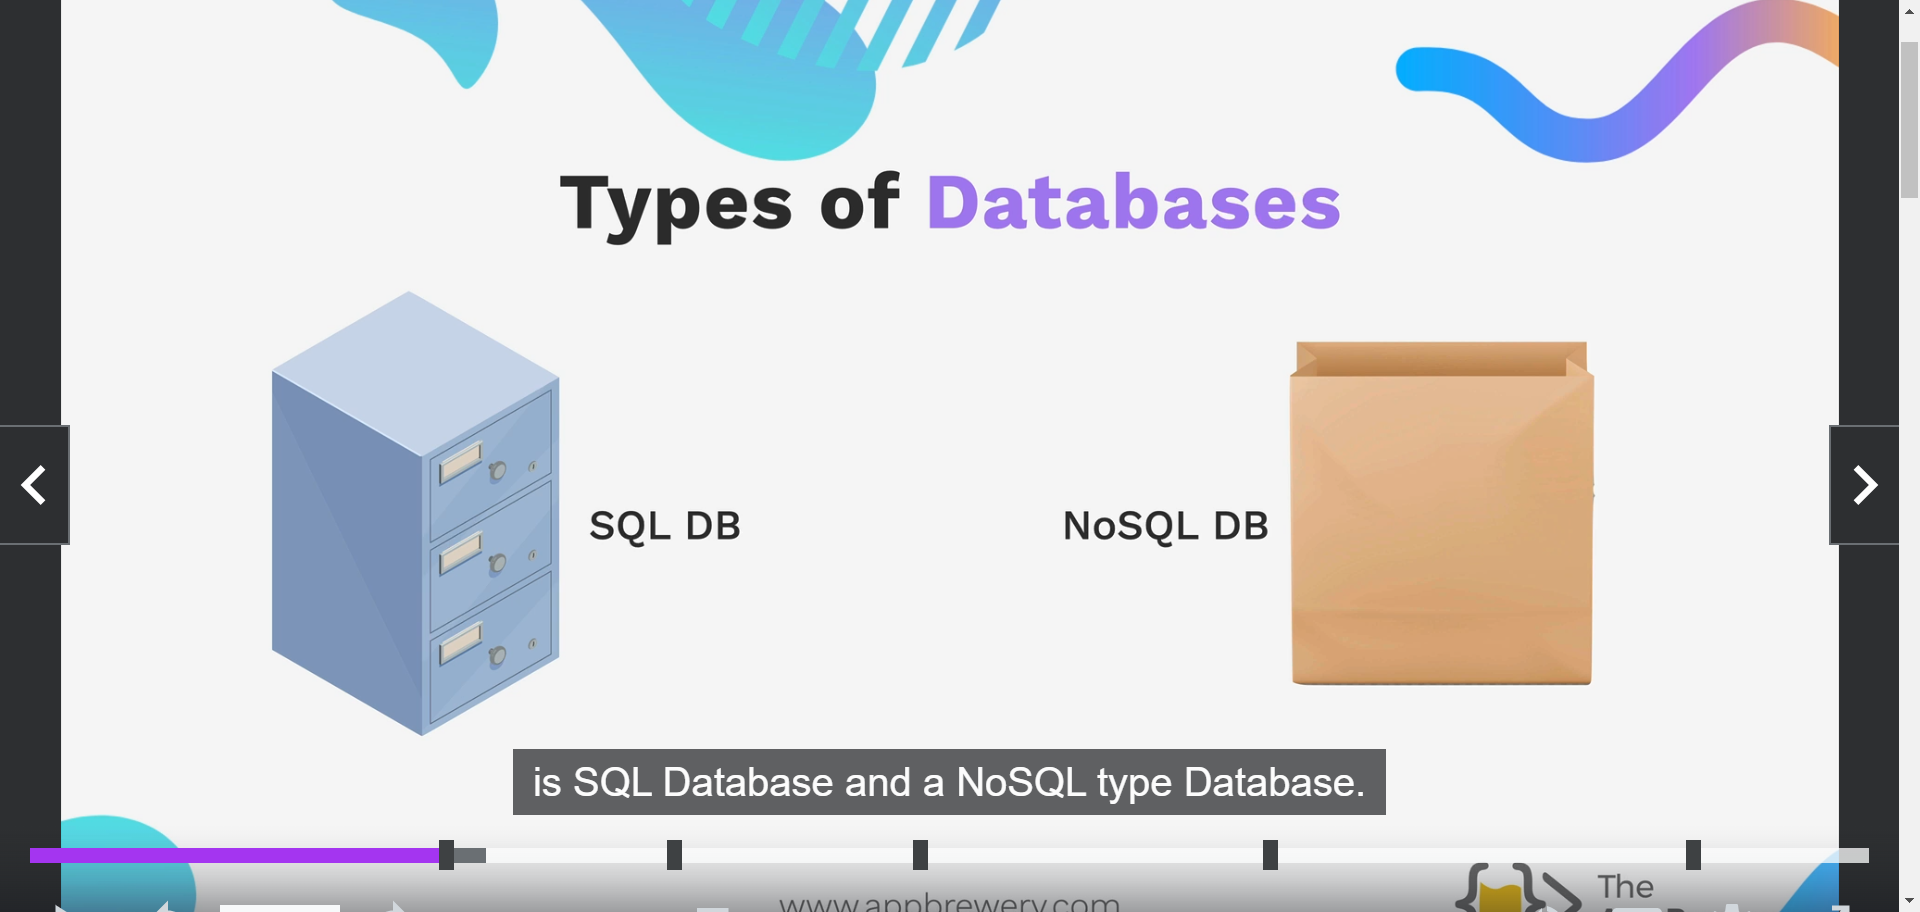 Types of Databases
SQL DB
NoSQL DB
is SQL Database and a NoSQL type Database.
The
www.appbrewery.com